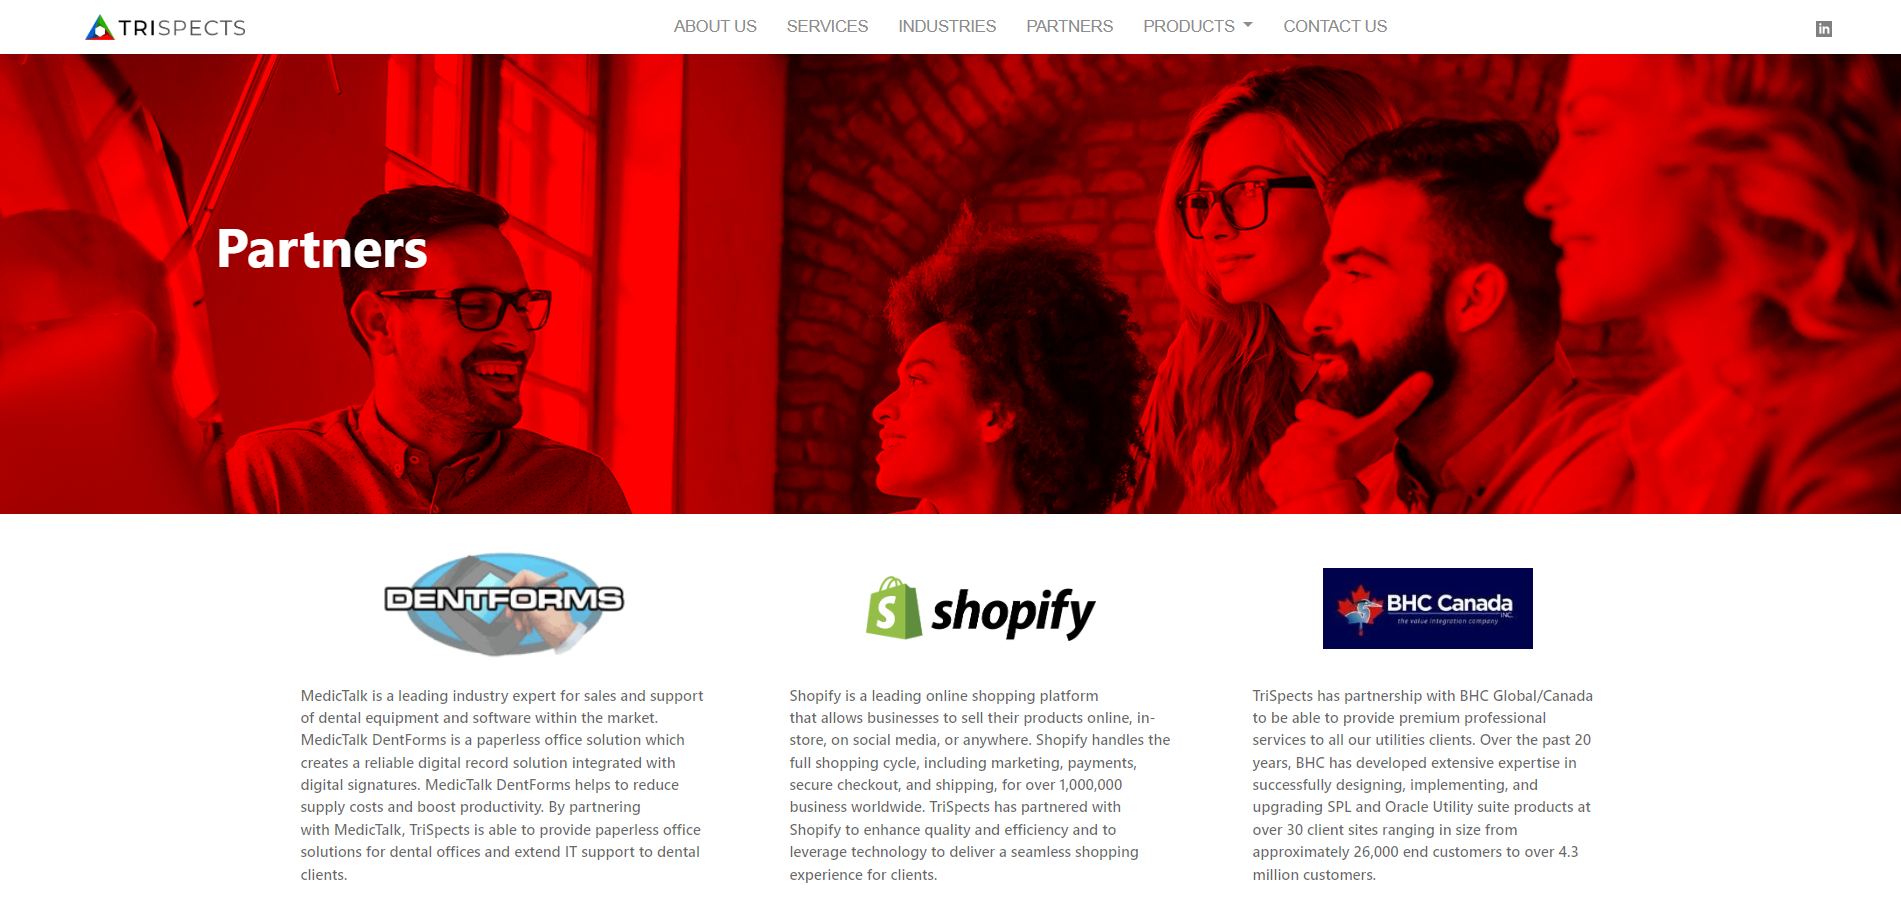 TRISPECTS
ABOUT US
SERVICES
INDUSTRIES
PARTNERS
PRODUCTS
CONTACT US
in
Partners
DENTFORMS
MedicTalk is a leading industry expert for sales and support
of dental equipment and software within the market.
MedicTalk DentForms is a paperless office solution which
creates a reliable digital record solution integrated with
digital signatures. MedicTalk DentForms helps to reduce
supply costs and boost productivity. By partnering
with MedicTalk, TriSpects is able to provide paperless office
solutions for dental offices and extend IT support to dental
clients.
S shopify
Shopify is a leading online shopping platform
that allows businesses to sell their products online, in-
store, on social media, or anywhere. Shopify handles the
full shopping cycle, including marketing, payments,
secure checkout, and shipping, for over 1,000,000
business worldwide. TriSpects has partnered with
Shopify to enhance quality and efficiency and to
leverage technology to deliver a seamless shopping
experience for clients.
BHC Canada INC.
the value integration company
TriSpects has partnership with BHC Global/Canada
to be able to provide premium professional
services to all our utilities clients. Over the past 20
years, BHC has developed extensive expertise in
successfully designing, implementing, and
upgrading SPL and Oracle Utility suite products at
over 30 client sites ranging in size from
approximately 26,000 end customers to over 4.3
million customers.